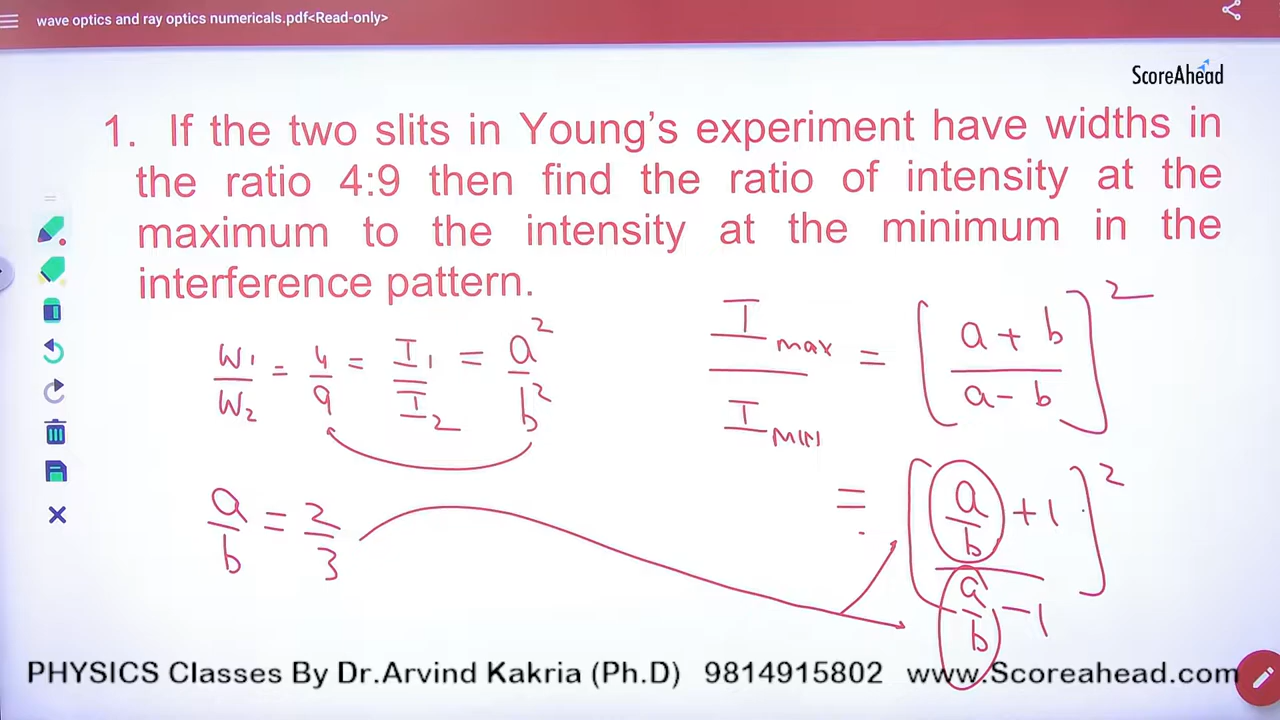 wave optics and ray optics numericals.pdf<Read-only>
ScoreAhead
1. If the two slits in Young's experiment have widths in
the ratio 4:9 then find the ratio of intensity at the
maximum to the intensity at the minimum in the
interference pattern.
W1/W2 = 4/9 = I1/I2 = a²/b²
Imax/IMIN = [(a + b)/(a - b)]²
a/b = 2/3
= [(a/b + 1)/(a/b - 1)]²
PHYSICS Classes By Dr.Arvind Kakria (Ph.D) 9814915802 www.Scoreahead.com